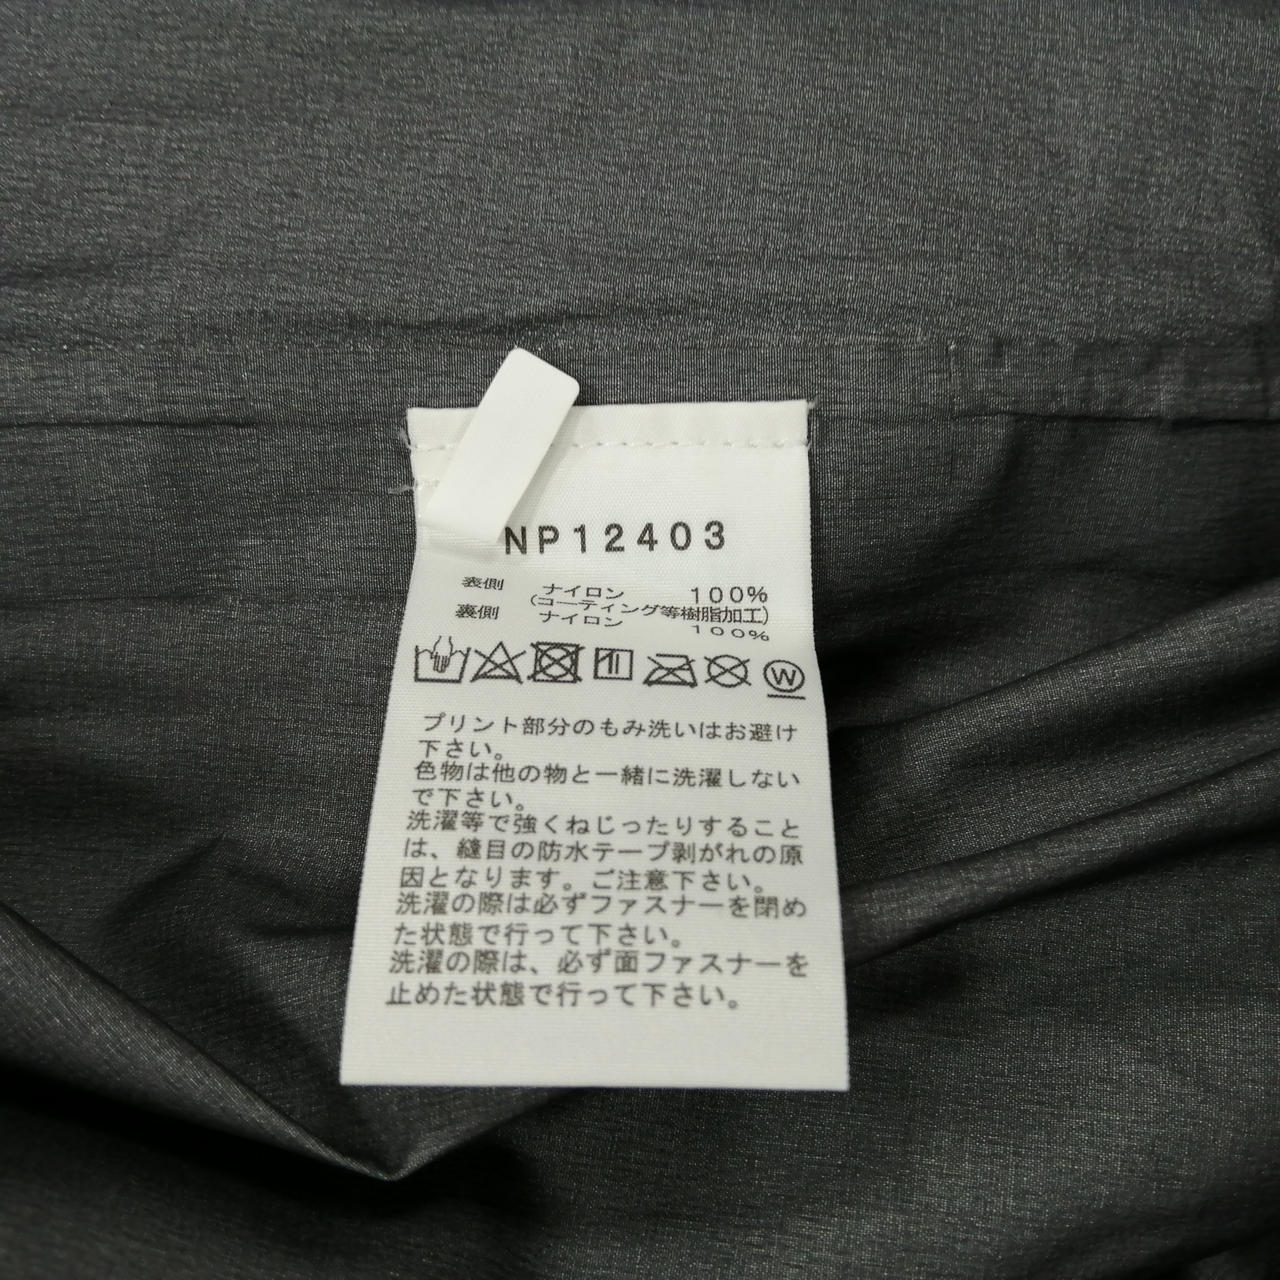 NP12403
表側 ナイロン 100%
(コーティング等樹脂加工)
裏側 ナイロン 100%
W
プリント部分のもみ洗いはお避け
下さい。
色物は他の物と一緒に洗濯しない
で下さい。
洗濯等で強くねじったりすること
は、縫目の防水テープ剥がれの原
因となります。ご注意下さい。
洗濯の際は必ずファスナーを閉め
た状態で行って下さい。
洗濯の際は、必ず面ファスナーを
止めた状態で行って下さい。